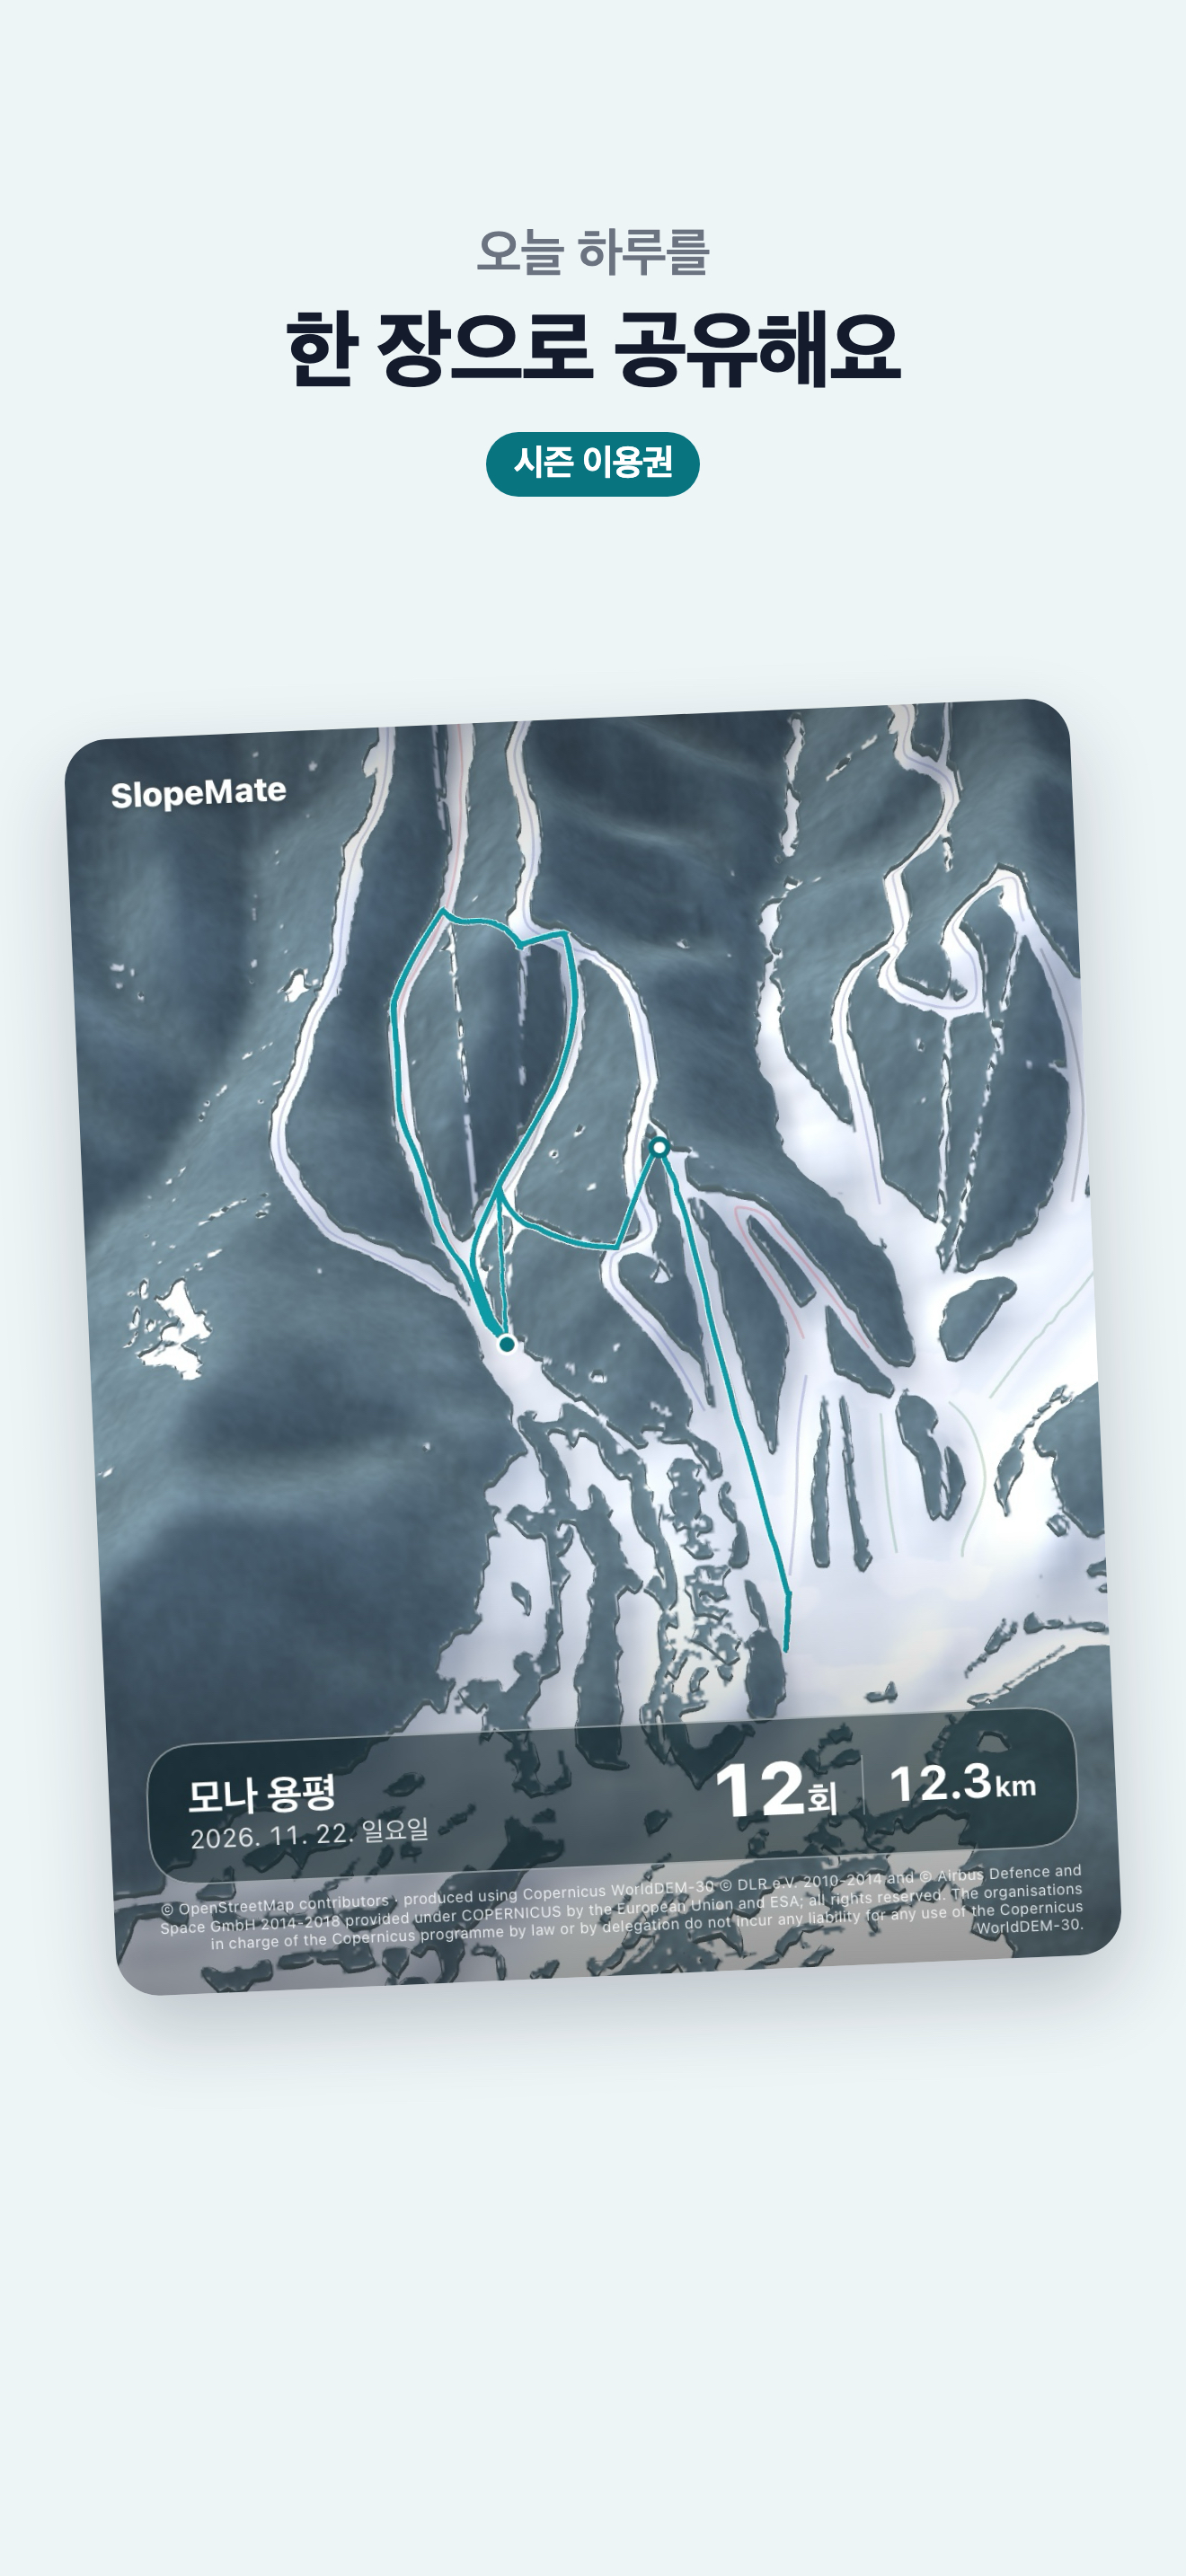 오늘 하루를
한 장으로 공유해요
시즌 이용권
SlopeMate
모나 용평
2026. 11. 22. 일요일
12회
12.3km
© OpenStreetMap contributors · produced using Copernicus WorldDEM-30 © DLR e.V. 2010-2014 and © Airbus Defence and
Space GmbH 2014-2018 provided under COPERNICUS by the European Union and ESA; all rights reserved. The organisations
in charge of the Copernicus programme by law or by delegation do not incur any liability for any use of the Copernicus
WorldDEM-30.